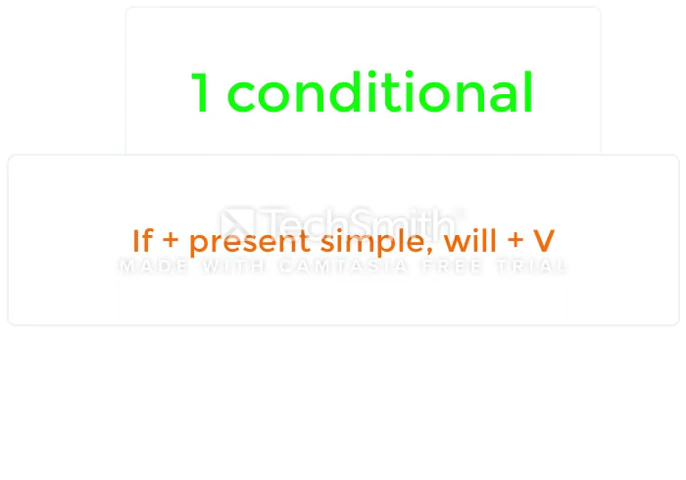 1 conditional
TechSmith®
If + present simple, will + V
MADE WITH CAMTASIA FREE TRIAL